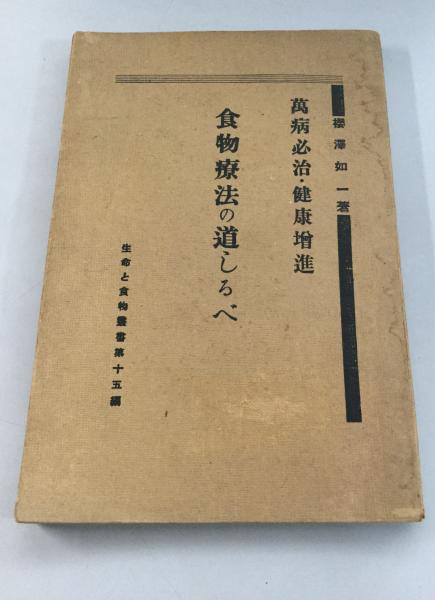 櫻澤如一著
萬病必治・健康增進
食物療法の道しるべ
生命と食物叢書第十五編